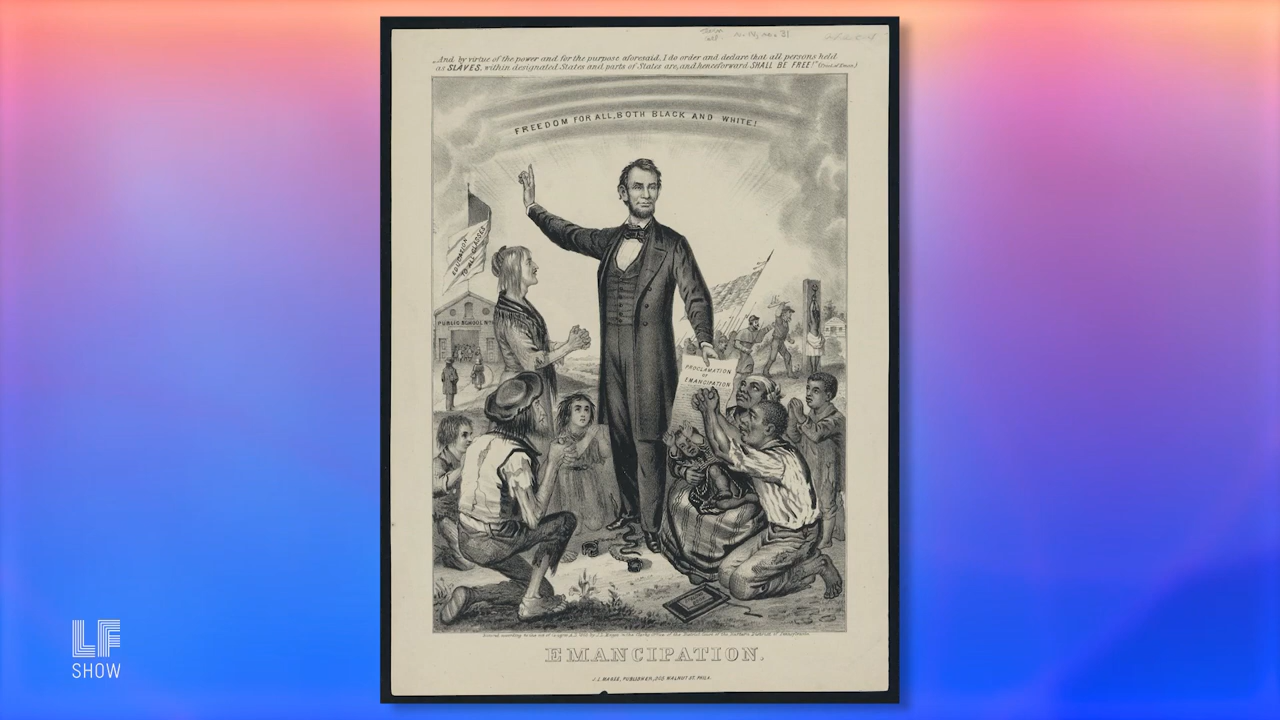 „And by virtue of the power and for the purpose aforesaid, I do order and declare that all persons held
as SLAVES, within designated States and parts of States are, and henceforward SHALL BE FREE!"
FREEDOM FOR ALL, BOTH BLACK AND WHITE!
EDUCATION
TO ALL CLASSES
PUBLIC SCHOOL No
PROCLAMATION
OF
EMANCIPATION
EMANCIPATION.
J. L. MAGEE, PUBLISHER, 305 WALNUT ST. PHILA.
LF
SHOW